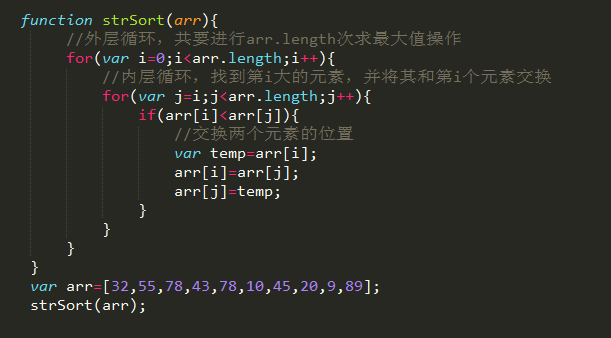 function strSort(arr){
//外层循环，共要进行arr.length次求最大值操作
for(var i=0;i<arr.length;i++){
//内层循环，找到第i大的元素，并将其和第i个元素交换
for(var j=i;j<arr.length;j++){
if(arr[i]<arr[j]){
//交换两个元素的位置
var temp=arr[i];
arr[i]=arr[j];
arr[j]=temp;
}
}
}
}
var arr=[32,55,78,43,78,10,45,20,9,89];
strSort(arr);